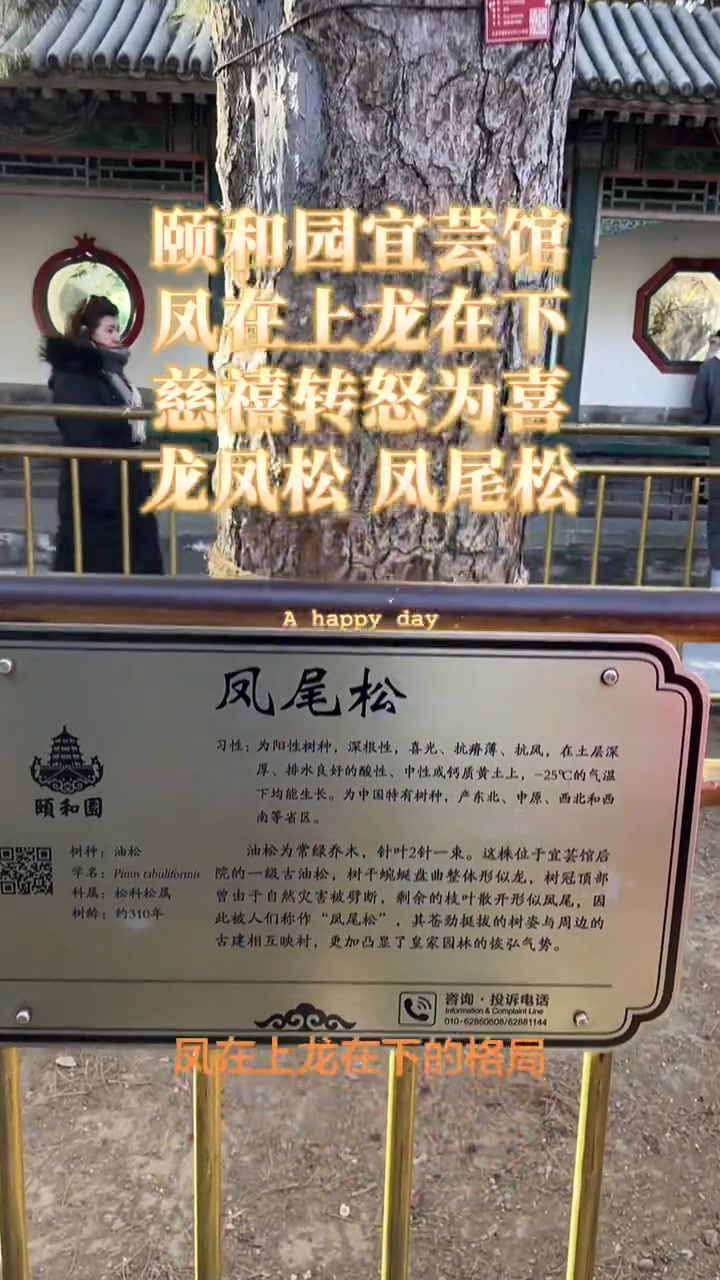 颐和园宜芸馆
凤在上龙在下
慈禧转怒为喜
龙凤松 凤尾松
A happy day
凤尾松
习性：为阳性树种，深根性，喜光、抗瘠薄、抗风，在土层深
厚、排水良好的酸性、中性或钙质黄土上，-25℃的气温
下均能生长。为中国特有树种，产东北、中原、西北和西
南等省区。
颐和园
树种：油松
学名：Pinus tabuliformis
科属：松科松属
树龄：约310年
油松为常绿乔木，针叶2针一束。这株位于宜芸馆后
院的一级古油松，树干蜿蜒盘曲整体形似龙，树冠顶部
曾由于自然灾害被劈断，剩余的枝叶散开形似凤尾，因
此被人们称作“凤尾松”，其苍劲挺拔的树姿与周边的
古建相互映村，更加凸显了皇家园林的恢弘气势。
咨询·投诉电话
Information & Complaint Line
010-62860608/62881144
凤在上龙在下的格局